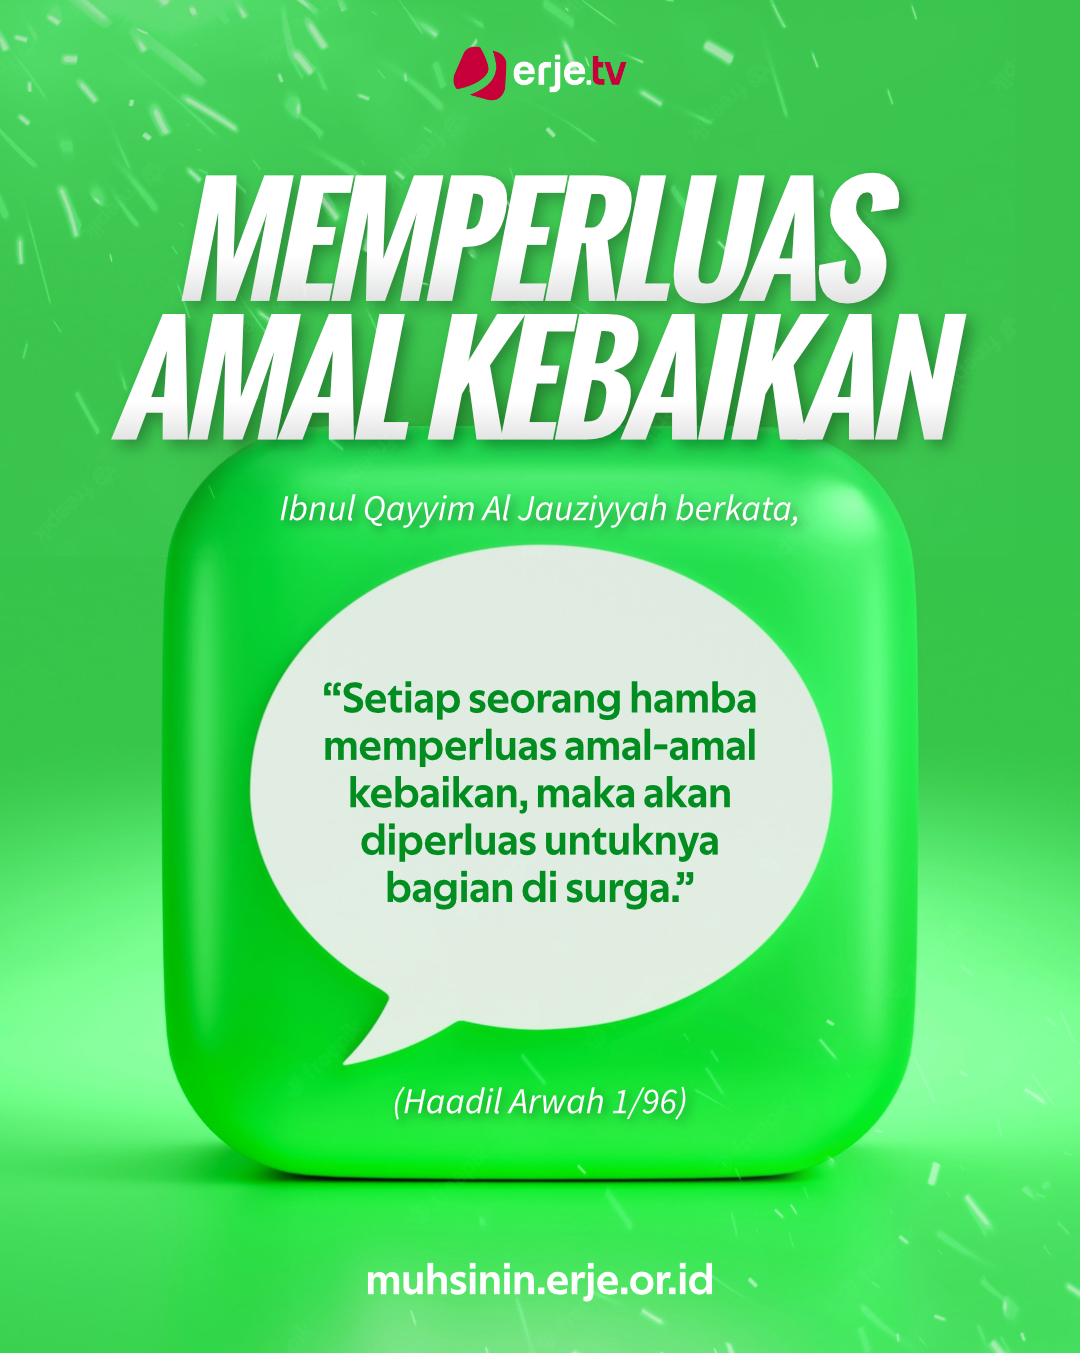 erje.tv
MEMPERLUAS
AMAL KEBAIKAN
Ibnul Qayyim Al Jauziyyah berkata,
“Setiap seorang hamba
memperluas amal-amal
kebaikan, maka akan
diperluas untuknya
bagian di surga.”
(Haadil Arwah 1/96)
muhsinin.erje.or.id